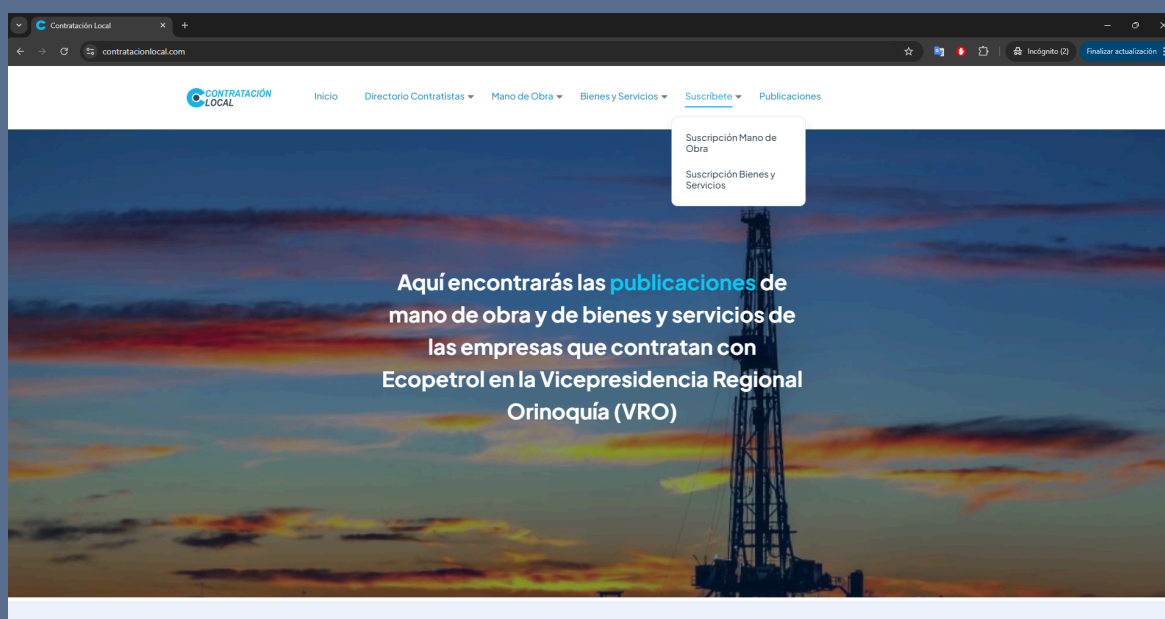 Contratación Local
contratacionlocal.com
Incógnito (2)
Finalizar actualización
CONTRATACIÓN
LOCAL
Inicio
Directorio Contratistas
Mano de Obra
Bienes y Servicios
Suscríbete
Publicaciones
Suscripción Mano de
Obra
Suscripción Bienes y
Servicios
Aquí encontrarás las publicaciones de
mano de obra y de bienes y servicios de
las empresas que contratan con
Ecopetrol en la Vicepresidencia Regional
Orinoquía (VRO)